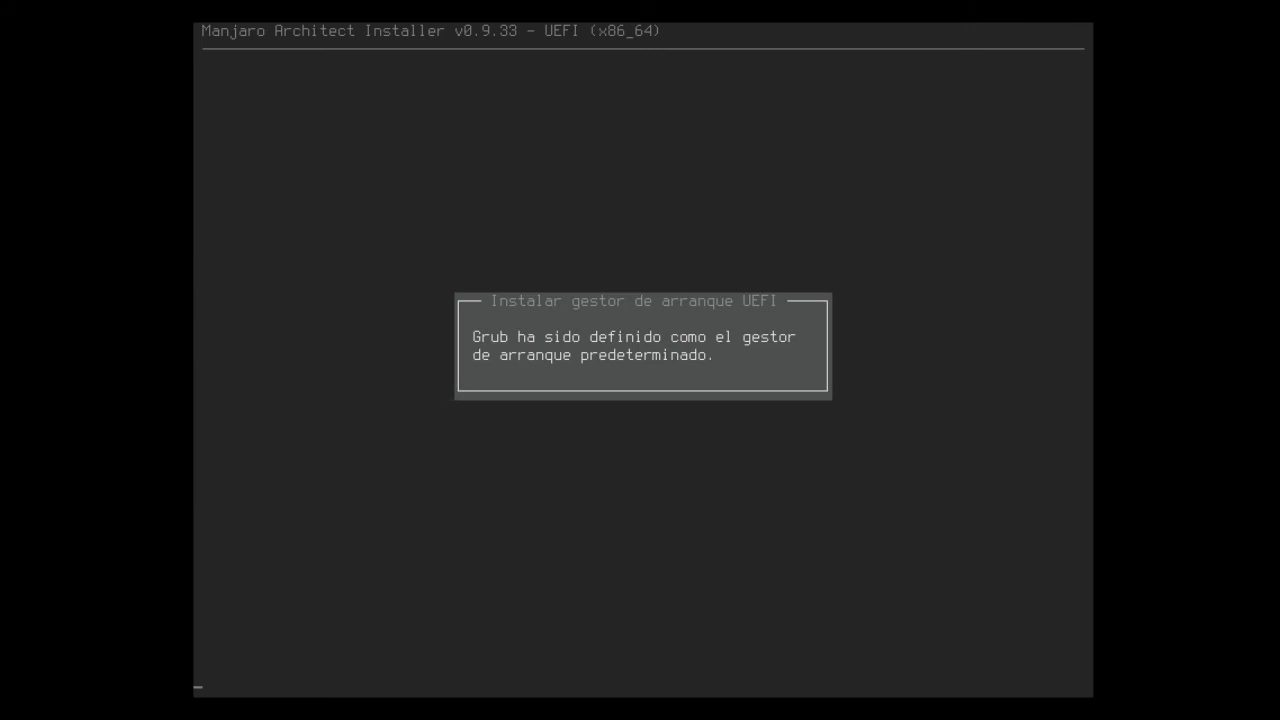 Manjaro Architect Installer v0.9.33 - UEFI (x86_64)
Instalar gestor de arranque UEFI
Grub ha sido definido como el gestor
de arranque predeterminado.